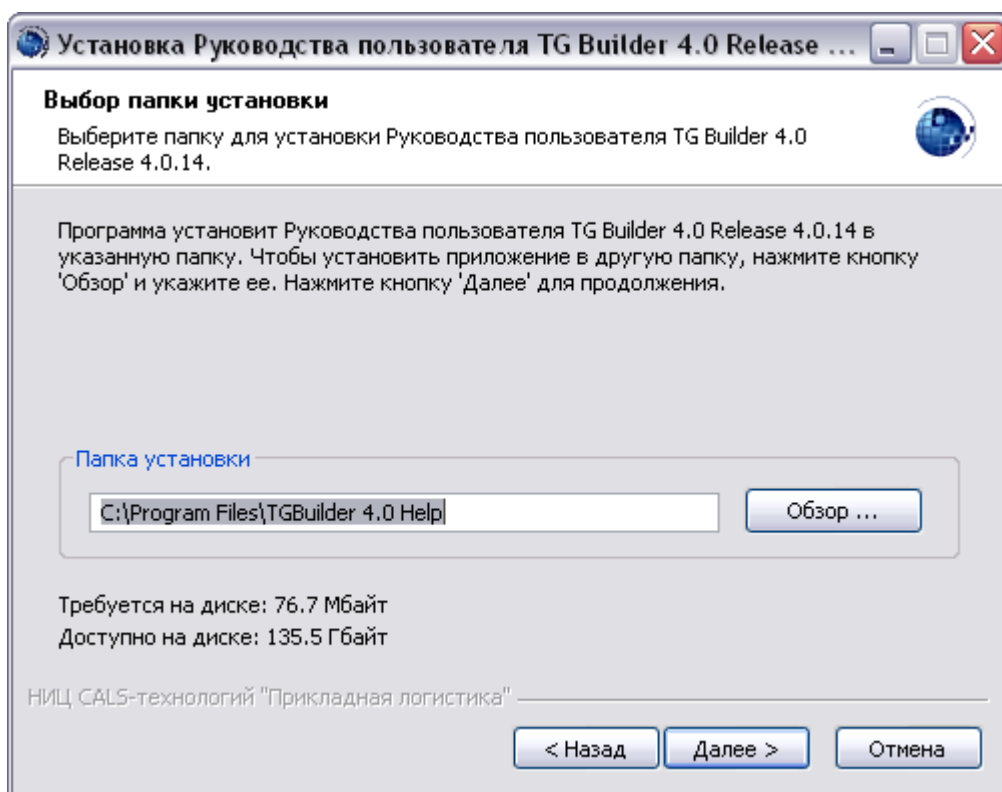 Установка Руководства пользователя TG Builder 4.0 Release ...
Выбор папки установки
Выберите папку для установки Руководства пользователя TG Builder 4.0
Release 4.0.14.
Программа установит Руководства пользователя TG Builder 4.0 Release 4.0.14 в
указанную папку. Чтобы установить приложение в другую папку, нажмите кнопку
'Обзор' и укажите ее. Нажмите кнопку 'Далее' для продолжения.
Папка установки
C:\Program Files\TGBuilder 4.0 Help
Обзор ...
Требуется на диске: 76.7 Мбайт
Доступно на диске: 135.5 Гбайт
НИЦ CALS-технологий "Прикладная логистика"
< Назад
Далее >
Отмена